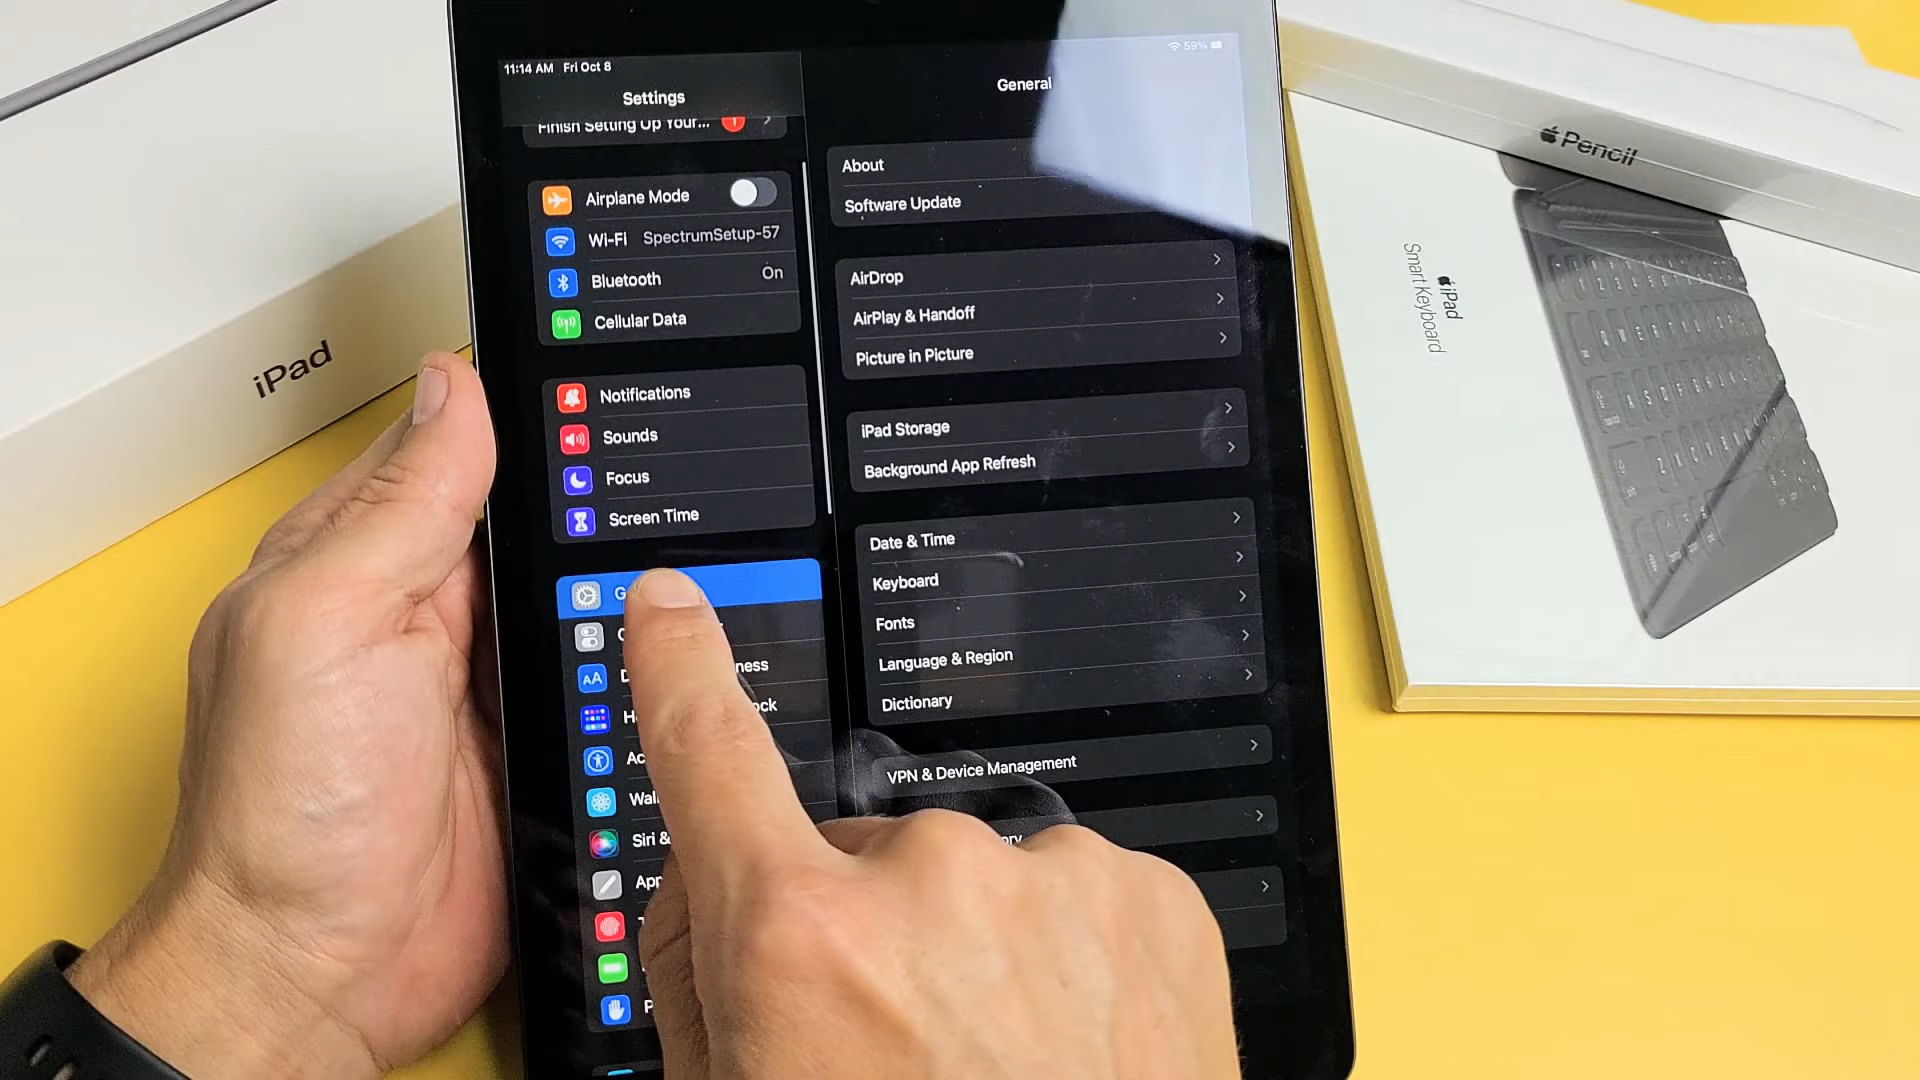 11:14 AM Fri Oct 8
59%
Settings
Finish Setting Up Your...
Airplane Mode
Wi-Fi SpectrumSetup-57
Bluetooth On
Cellular Data
Notifications
Sounds
Focus
Screen Time
General
About
Software Update
AirDrop
AirPlay & Handoff
Picture in Picture
iPad Storage
Background App Refresh
Date & Time
Keyboard
Fonts
Language & Region
Dictionary
VPN & Device Management
AA
Siri &
iPad
Pencil
iPad
Smart Keyboard